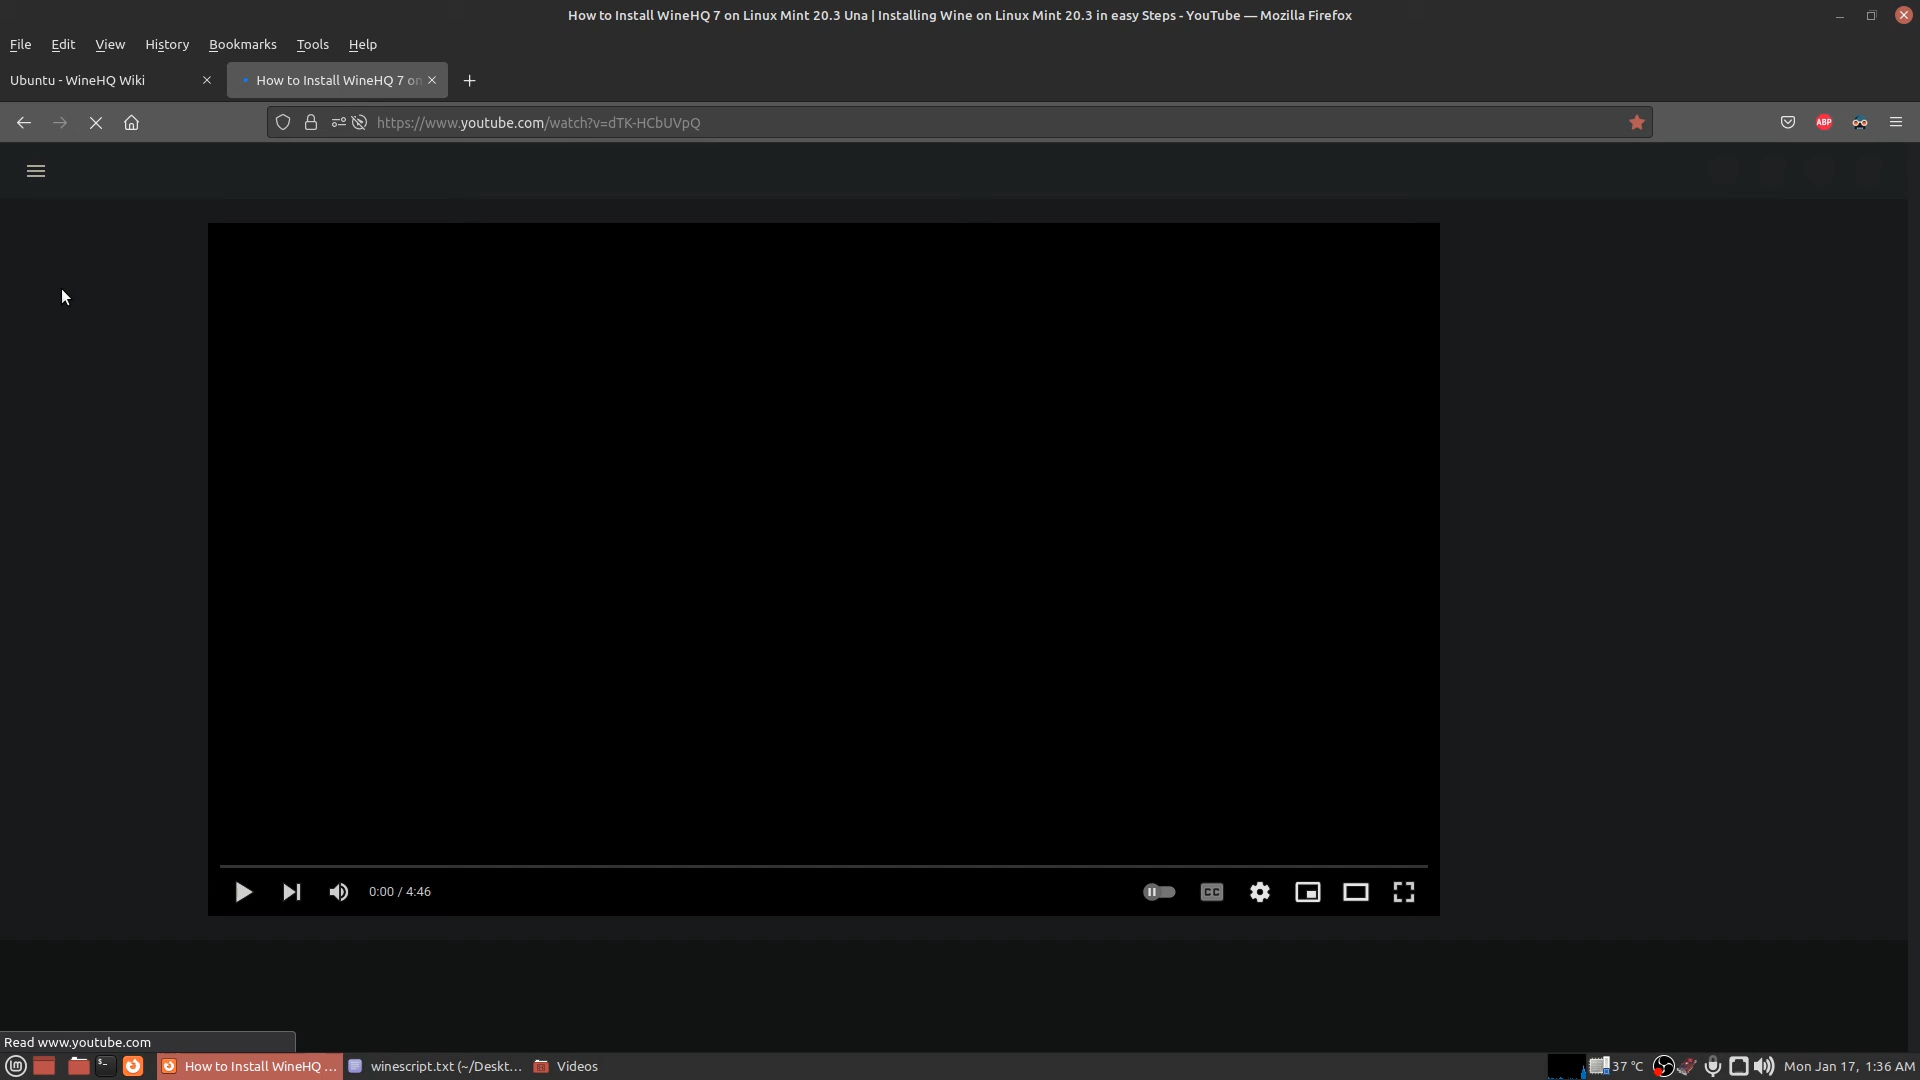 How to Install WineHQ 7 on Linux Mint 20.3 Una | Installing Wine on Linux Mint 20.3 in easy Steps - YouTube — Mozilla Firefox
File Edit View History Bookmarks Tools Help
Ubuntu - WineHQ Wiki
How to Install WineHQ 7 on
https://www.youtube.com/watch?v=dTK-HCbUVpQ
ABP
0:00 / 4:46
CC
Read www.youtube.com
How to Install WineHQ ...
winescript.txt (~/Deskt...
Videos
37 °C
Mon Jan 17, 1:36 AM